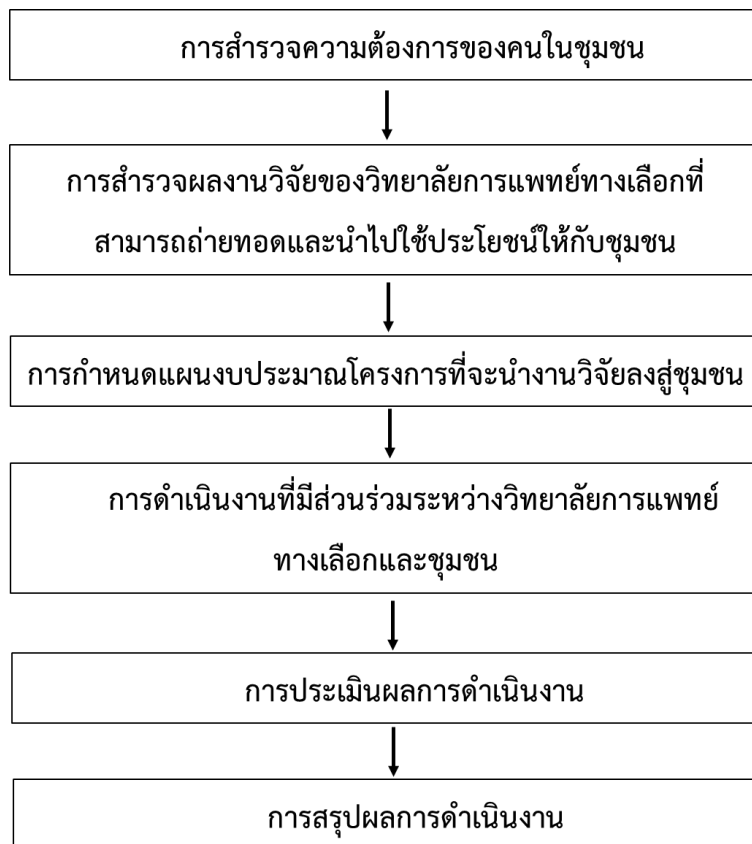 การสำรวจความต้องการของคนในชุมชน
การสำรวจผลงานวิจัยของวิทยาลัยการแพทย์ทางเลือกที่
สามารถถ่ายทอดและนำไปใช้ประโยชน์ให้กับชุมชน
การกำหนดแผนงบประมาณโครงการที่จะนำงานวิจัยลงสู่ชุมชน
การดำเนินงานที่มีส่วนร่วมระหว่างวิทยาลัยการแพทย์
ทางเลือกและชุมชน
การประเมินผลการดำเนินงาน
การสรุปผลการดำเนินงาน